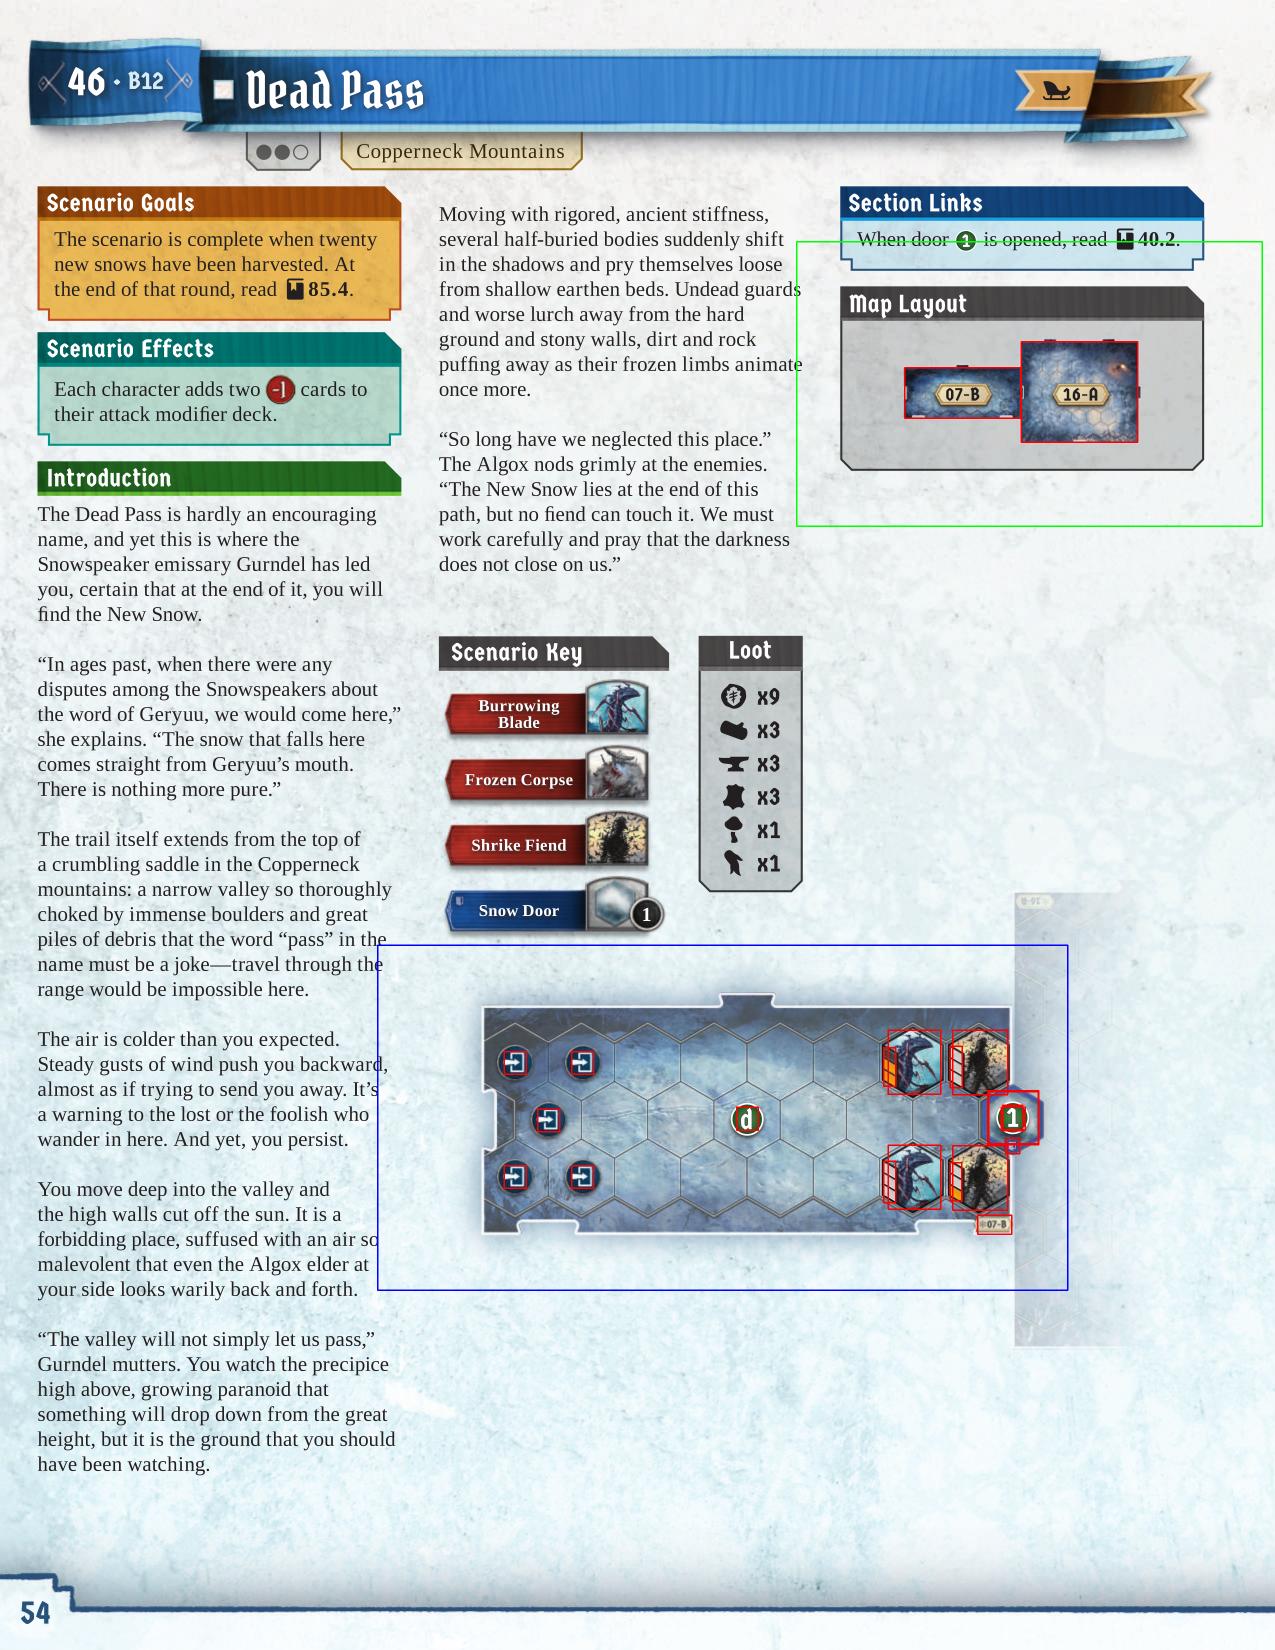 46 · B12
Dead Pass
Copperneck Mountains
Scenario Goals
The scenario is complete when twenty
new snows have been harvested. At
the end of that round, read 85.4.
Scenario Effects
Each character adds two -1 cards to
their attack modifier deck.
Introduction
The Dead Pass is hardly an encouraging
name, and yet this is where the
Snowspeaker emissary Gurndel has led
you, certain that at the end of it, you will
find the New Snow.
“In ages past, when there were any
disputes among the Snowspeakers about
the word of Geryuu, we would come here,”
she explains. “The snow that falls here
comes straight from Geryuu’s mouth.
There is nothing more pure.”
The trail itself extends from the top of
a crumbling saddle in the Copperneck
mountains: a narrow valley so thoroughly
choked by immense boulders and great
piles of debris that the word “pass” in the
name must be a joke—travel through the
range would be impossible here.
The air is colder than you expected.
Steady gusts of wind push you backward,
almost as if trying to send you away. It’s
a warning to the lost or the foolish who
wander in here. And yet, you persist.
You move deep into the valley and
the high walls cut off the sun. It is a
forbidding place, suffused with an air so
malevolent that even the Algox elder at
your side looks warily back and forth.
“The valley will not simply let us pass,”
Gurndel mutters. You watch the precipice
high above, growing paranoid that
something will drop down from the great
height, but it is the ground that you should
have been watching.
Moving with rigored, ancient stiffness,
several half-buried bodies suddenly shift
in the shadows and pry themselves loose
from shallow earthen beds. Undead guards
and worse lurch away from the hard
ground and stony walls, dirt and rock
puffing away as their frozen limbs animate
once more.
“So long have we neglected this place.”
The Algox nods grimly at the enemies.
“The New Snow lies at the end of this
path, but no fiend can touch it. We must
work carefully and pray that the darkness
does not close on us.”
Scenario Key
Burrowing
Blade
Frozen Corpse
Shrike Fiend
Snow Door
1
Loot
x9
x3
x3
x3
x1
x1
Section Links
When door 1 is opened, read 40.2.
Map Layout
07-B
16-A
d
1
07-B
16-A
54